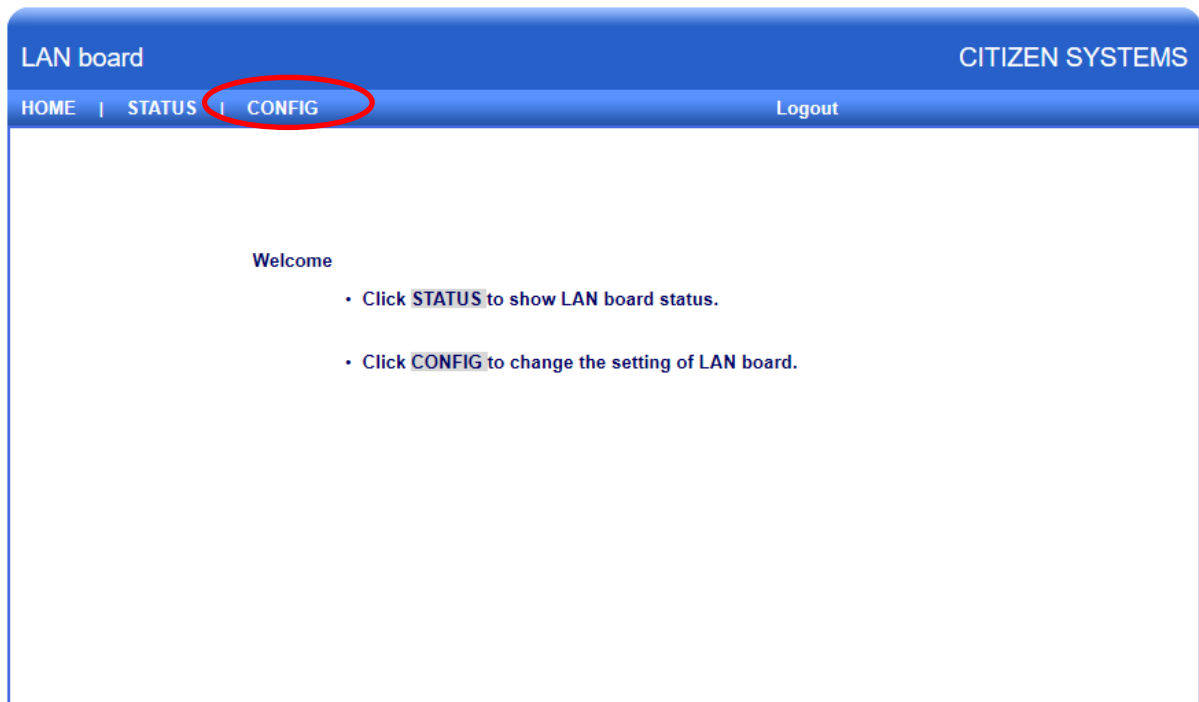 LAN board CITIZEN SYSTEMS
HOME | STATUS | CONFIG Logout
Welcome
• Click STATUS to show LAN board status.
• Click CONFIG to change the setting of LAN board.